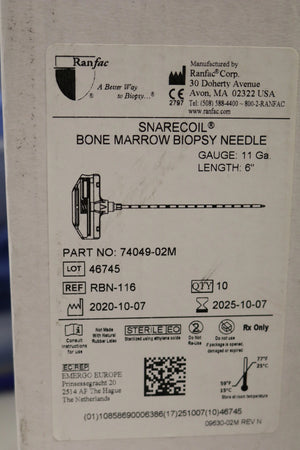 Ranfac
A Better Way
to Biopsy...
Manufactured by
Ranfac® Corp.
30 Doherty Avenue
Avon, MA 02322 USA
Tel: (508) 588-4400 – 800-2-RANFAC
www.ranfac.com
CE
2797
SNARECOIL®
BONE MARROW BIOPSY NEEDLE
GAUGE: 11 Ga.
LENGTH: 6"
PART NO: 74049-02M
LOT 46745
REF RBN-116
QTY 10
2020-10-07
2025-10-07
Consult
Instructions
for use
Not Made
With Natural
Rubber Latex
STERILE EO
Sterilized using ethylene oxide
2
Do Not
Re-Use
Do not use if
package is opened,
damaged or expired
Rx Only
EC REP
EMERGO EUROPE
Prinsessegracht 20
2514 AP The Hague
The Netherlands
77°F
25°C
59°F
15°C
Store at room temperature
(01)10858690006386(17)251007(10)46745
09630-02M REV N